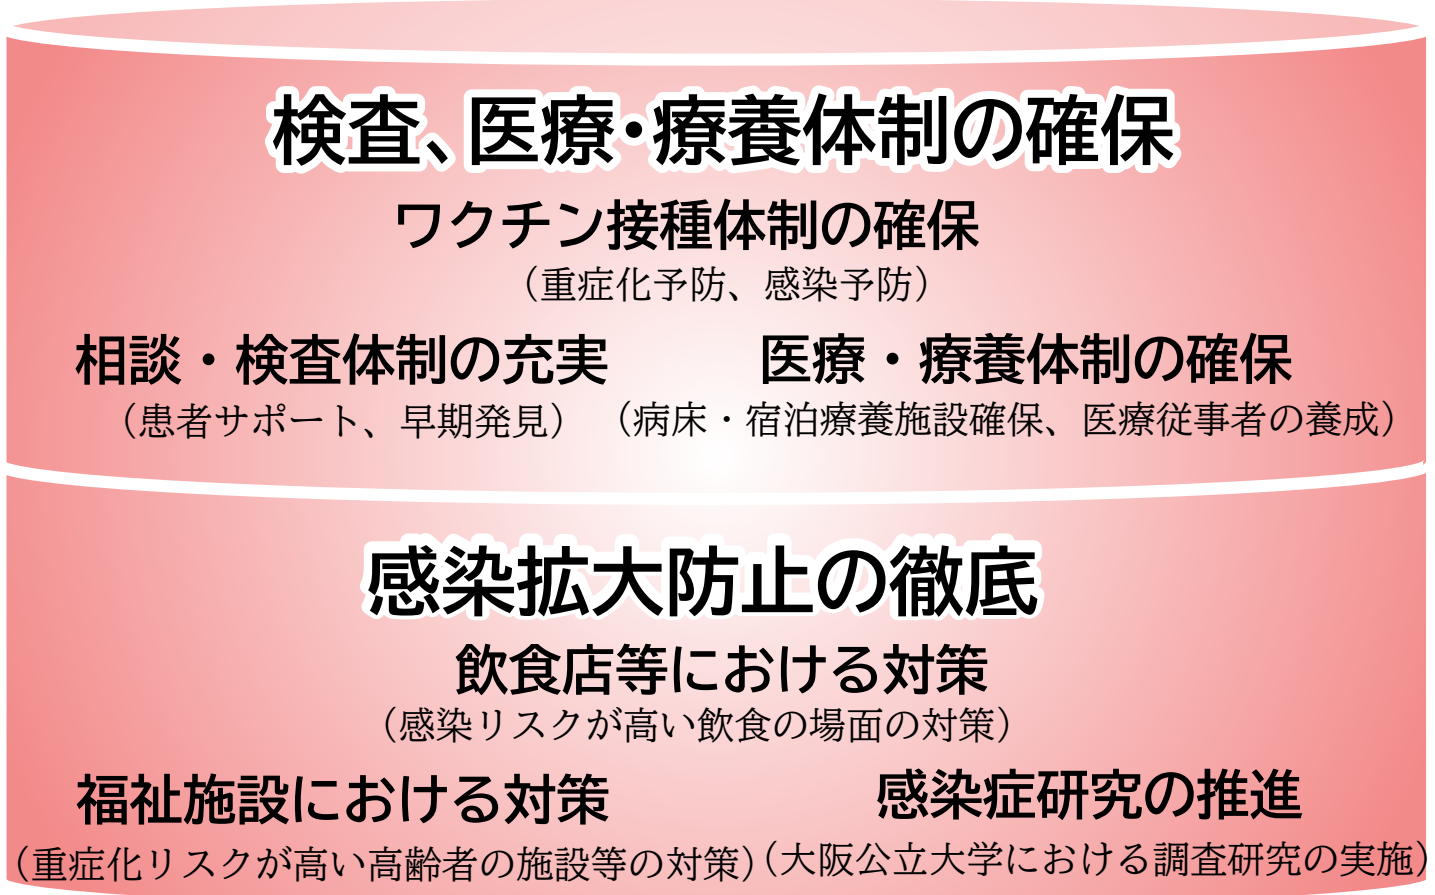 検査、医療・療養体制の確保
ワクチン接種体制の確保
（重症化予防、感染予防）
相談・検査体制の充実
医療・療養体制の確保
（患者サポート、早期発見）
（病床・宿泊療養施設確保、医療従事者の養成）
感染拡大防止の徹底
飲食店等における対策
（感染リスクが高い飲食の場面の対策）
福祉施設における対策
感染症研究の推進
（重症化リスクが高い高齢者の施設等の対策）
（大阪公立大学における調査研究の実施）